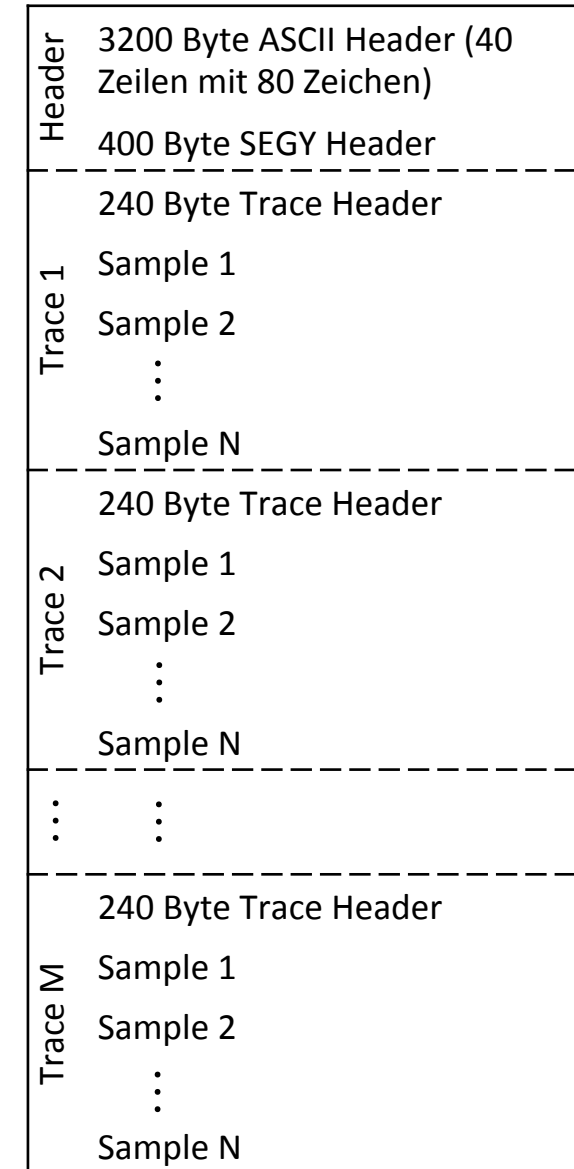 Header
3200 Byte ASCII Header (40
Zeilen mit 80 Zeichen)
400 Byte SEGY Header
Trace 1
240 Byte Trace Header
Sample 1
Sample 2
⋮
Sample N
Trace 2
240 Byte Trace Header
Sample 1
Sample 2
⋮
Sample N
⋮ ⋮
Trace M
240 Byte Trace Header
Sample 1
Sample 2
⋮
Sample N